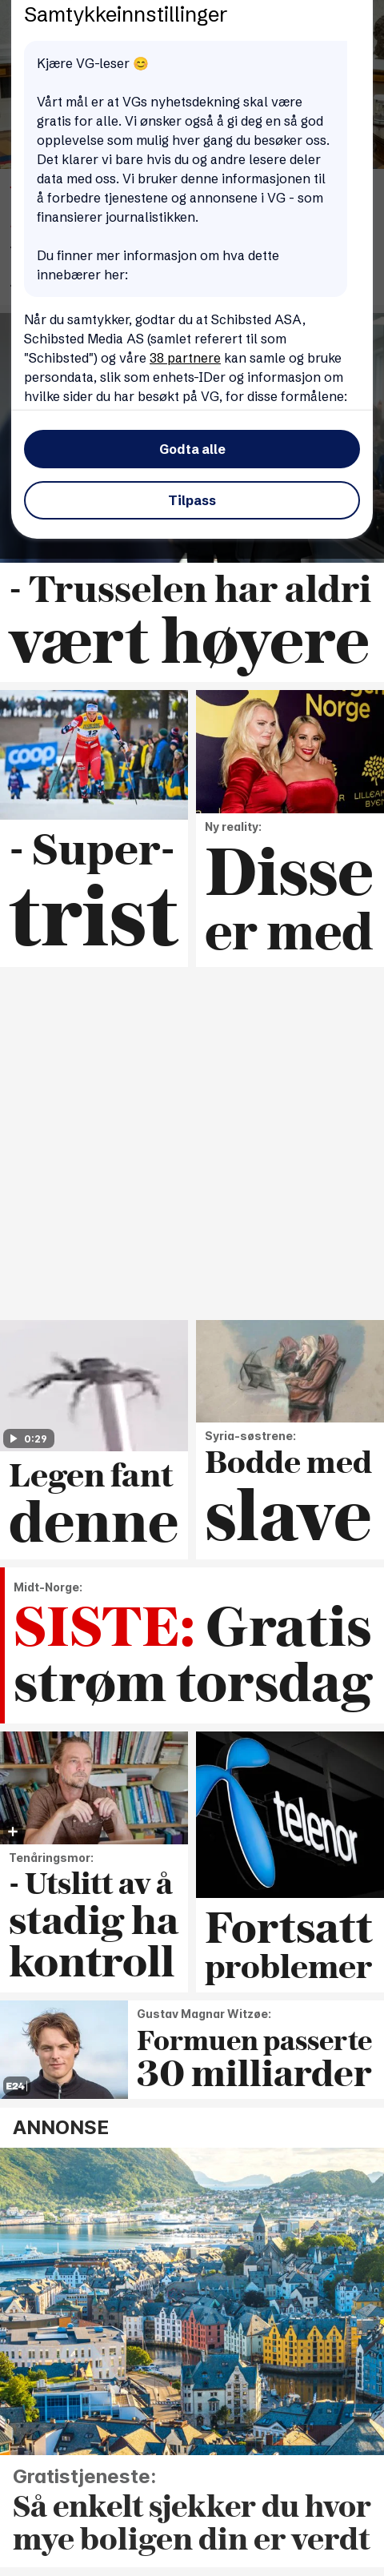 Samtykkeinnstillinger
Kjære VG-leser 😊
Vårt mål er at VGs nyhetsdekning skal være
gratis for alle. Vi ønsker også å gi deg en så god
opplevelse som mulig hver gang du besøker oss.
Det klarer vi bare hvis du og andre lesere deler
data med oss. Vi bruker denne informasjonen til
å forbedre tjenestene og annonsene i VG - som
finansierer journalistikken.
Du finner mer informasjon om hva dette
innebærer her:
Når du samtykker, godtar du at Schibsted ASA,
Schibsted Media AS (samlet referert til som
"Schibsted") og våre 38 partnere kan samle og bruke
persondata, slik som enhets-IDer og informasjon om
hvilke sider du har besøkt på VG, for disse formålene:
Godta alle
Tilpass
- Trusselen har aldri
vært høyere
coop
- Super-
trist
Norge
Ny reality:
Disse
er med
0:29
Legen fant
denne
Syria-søstrene:
Bodde med
slave
Midt-Norge:
SISTE: Gratis
strøm torsdag
Tenåringsmor:
- Utslitt av å
stadig ha
kontroll
telenor
Fortsatt
problemer
E24
Gustav Magnar Witzøe:
Formuen passerte
30 milliarder
ANNONSE
Gratistjeneste:
Så enkelt sjekker du hvor
mye boligen din er verdt